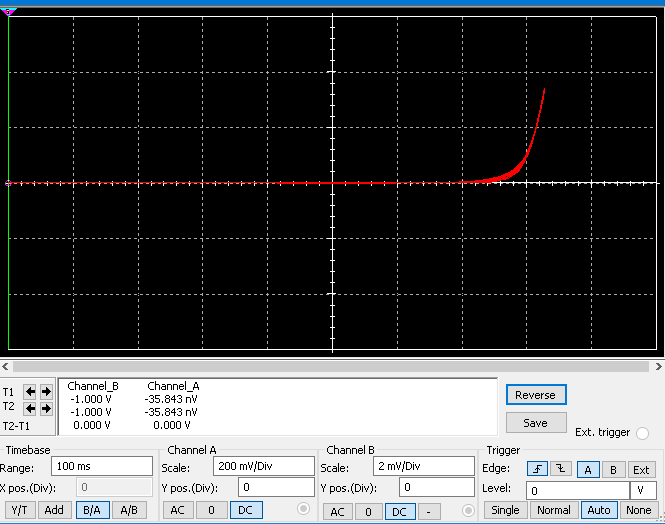 Channel_B Channel_A
T1 -1.000 V -35.843 nV
T2 -1.000 V -35.843 nV
T2-T1 0.000 V 0.000 V
Reverse
Save
Ext. trigger
Timebase
Range: 100 ms
X pos.(Div): 0
Y/T Add B/A A/B
Channel A
Scale: 200 mV/Div
Y pos.(Div): 0
AC 0 DC
Channel B
Scale: 2 mV/Div
Y pos.(Div): 0
AC 0 DC -
Trigger
Edge: A B Ext
Level: 0 V
Single Normal Auto None